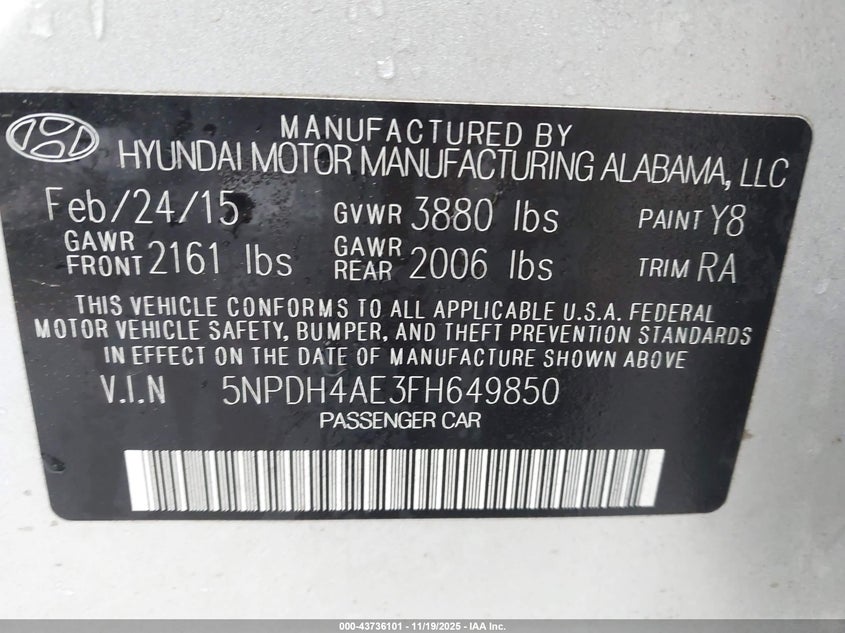 MANUFACTURED BY
HYUNDAI MOTOR MANUFACTURING ALABAMA, LLC
Feb/24/15 GVWR 3880 lbs PAINT Y8
GAWR FRONT 2161 lbs GAWR REAR 2006 lbs TRIM RA
THIS VEHICLE CONFORMS TO ALL APPLICABLE U.S.A. FEDERAL
MOTOR VEHICLE SAFETY, BUMPER, AND THEFT PREVENTION STANDARDS
IN EFFECT ON THE DATE OF MANUFACTURE SHOWN ABOVE
V.I.N 5NPDH4AE3FH649850
PASSENGER CAR
000-43736101 - 11/19/2025 - IAA Inc.